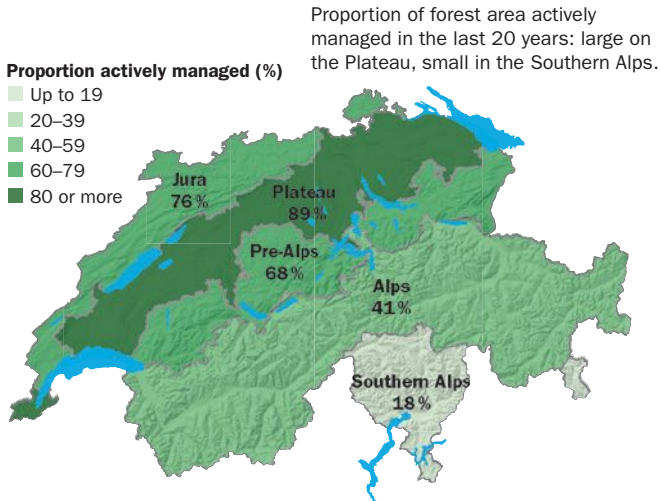 Proportion of forest area actively
managed in the last 20 years: large on
the Plateau, small in the Southern Alps.
Proportion actively managed (%)
Up to 19
20–39
40–59
60–79
80 or more
Jura
76 %
Plateau
89 %
Pre-Alps
68 %
Alps
41 %
Southern Alps
18 %